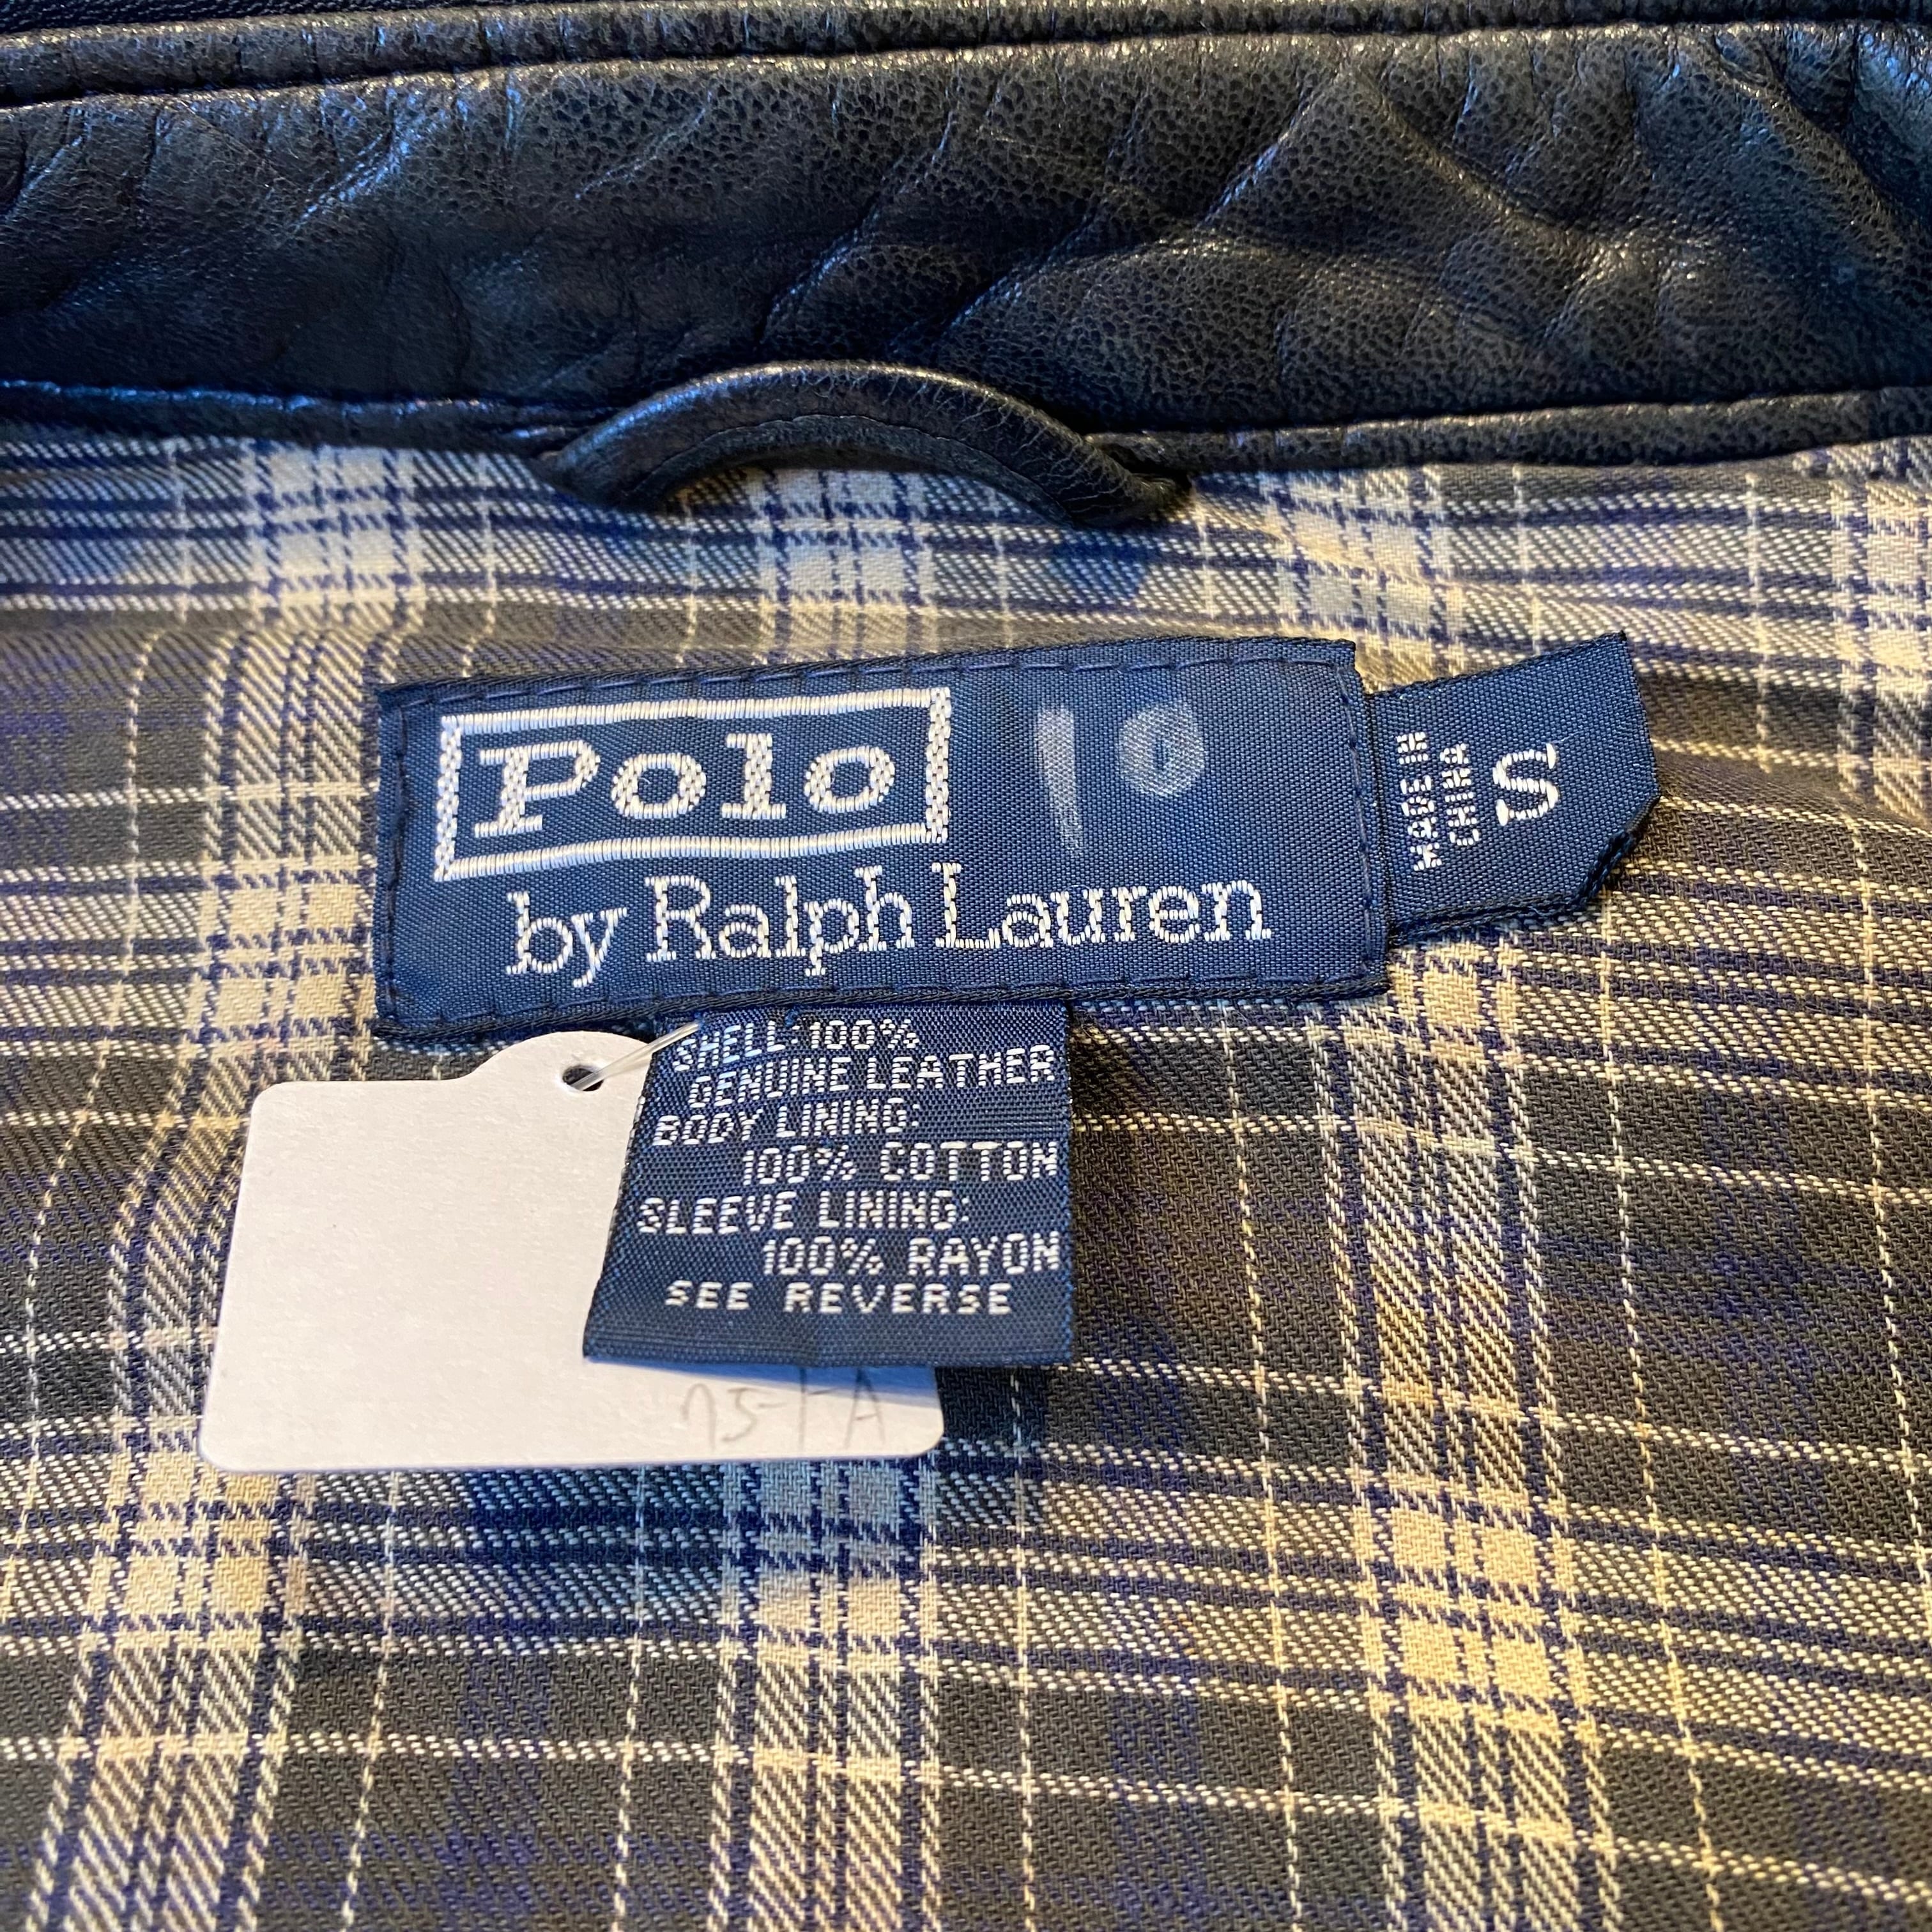 Polo
by Ralph Lauren
MADE IN
CHINA
S
SHELL: 100%
GENUINE LEATHER
BODY LINING:
100% COTTON
SLEEVE LINING:
100% RAYON
SEE REVERSE